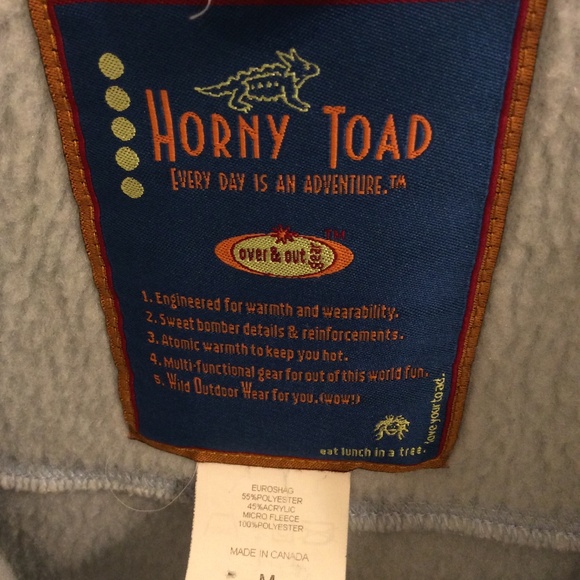 HORNY TOAD
EVERY DAY IS AN ADVENTURE.™
over & out
gear
1. Engineered for warmth and wearability.
2. Sweet bomber details & reinforcements.
3. Atomic warmth to keep you hot.
4. Multi-functional gear for out of this world fun.
5. Wild Outdoor Wear for you. (wow!)
love your toad.
eat lunch in a tree.
EUROSHAG
55%POLYESTER
45%ACRYLIC
MICRO FLEECE
100%POLYESTER
MADE IN CANADA
M